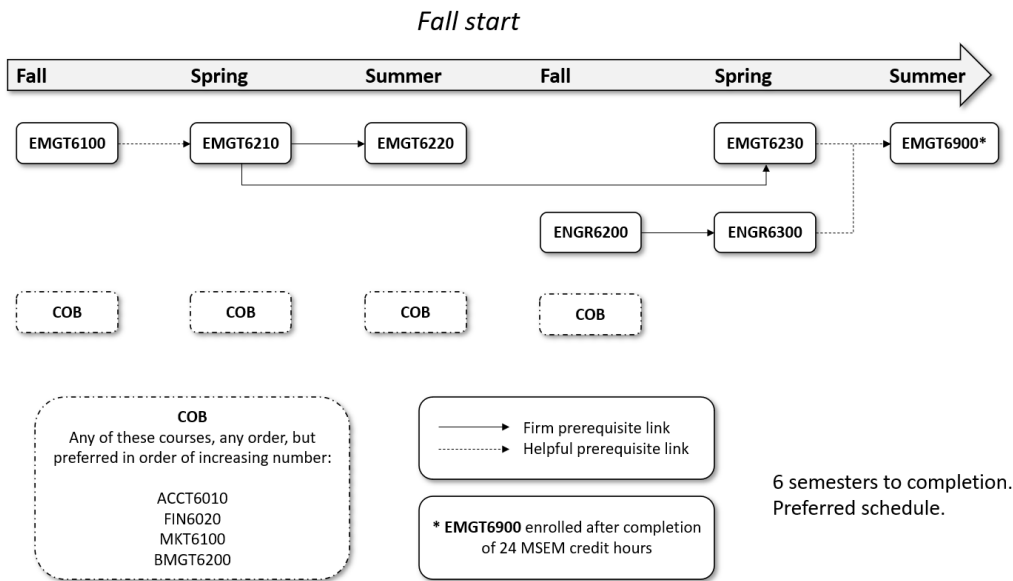 Fall start
Fall Spring Summer Fall Spring Summer
EMGT6100 EMGT6210 EMGT6220 EMGT6230 EMGT6900*
ENGR6200 ENGR6300
COB COB COB COB
COB
Any of these courses, any order, but
preferred in order of increasing number:
ACCT6010
FIN6020
MKT6100
BMGT6200
Firm prerequisite link
Helpful prerequisite link
* EMGT6900 enrolled after completion
of 24 MSEM credit hours
6 semesters to completion.
Preferred schedule.